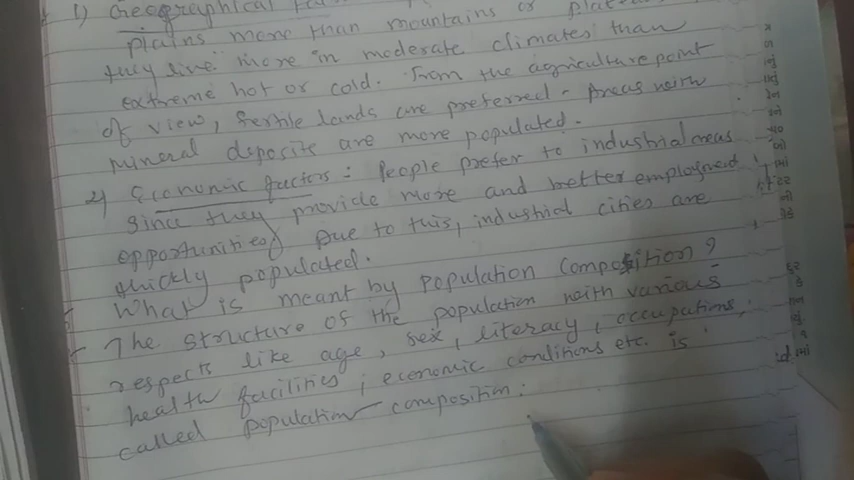 1) Geographical
plains more than mountains or
they live more in moderate climates than
extreme hot or cold. From the agriculture point
of view, fertile lands are preferred - Areas with
mineral deposits are more populated.
2) Economic factors : People prefer to industrial areas
since they provide more and better employment
opportunities Due to this, industrial cities are
thickly populated.
What is meant by population composition ?
The structure of the population with various
respects like age, sex, literacy, occupations,
health facilities, economic conditions etc. is
called population composition.